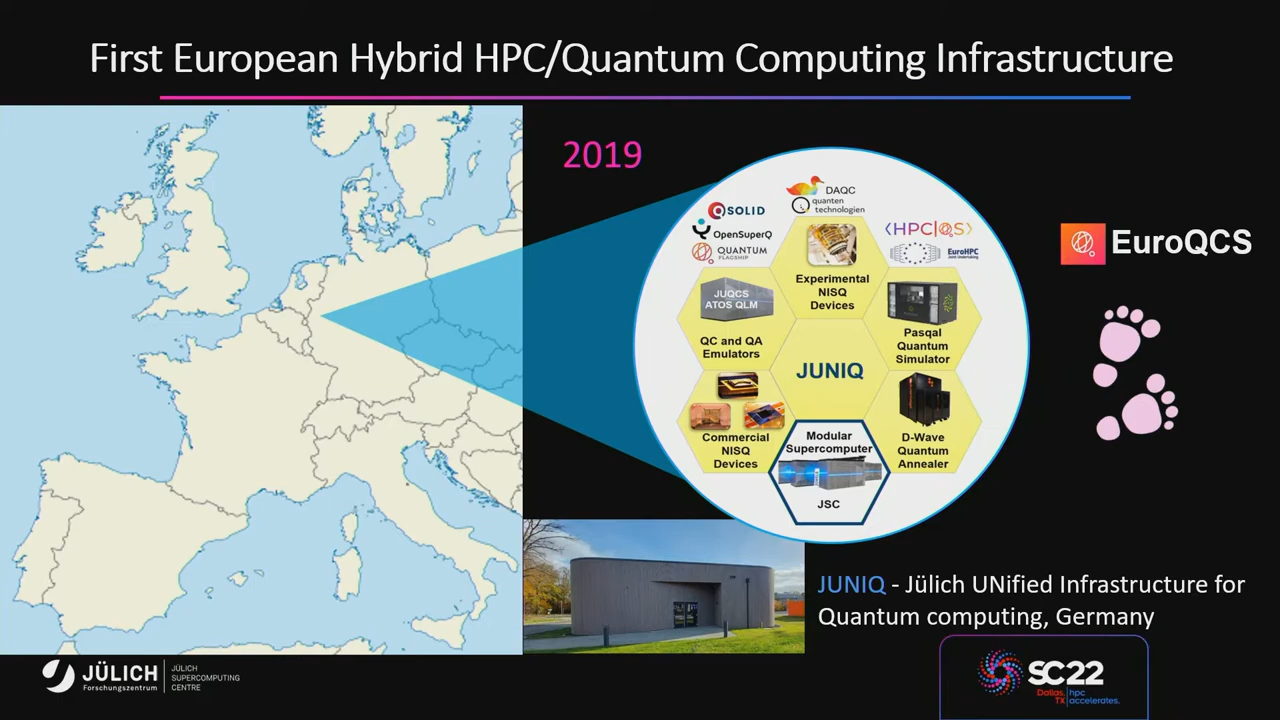 First European Hybrid HPC/Quantum Computing Infrastructure
2019
DAQC
quanten
technologien
QSOLID
OpenSuperQ
QUANTUM
FLAGSHIP
<HPC|QS>
EuroHPC
Joint Undertaking
EuroQCS
Experimental
NISQ
Devices
JUQCS
ATOS QLM
QC and QA
Emulators
Pasqal
Quantum
Simulator
JUNIQ
Commercial
NISQ
Devices
D-Wave
Quantum
Annealer
Modular
Supercomputer
JSC
JUNIQ - Jülich UNified Infrastructure for
Quantum computing, Germany
JÜLICH
Forschungszentrum
JÜLICH
SUPERCOMPUTING
CENTRE
SC22
Dallas,
TX
hpc
accelerates.